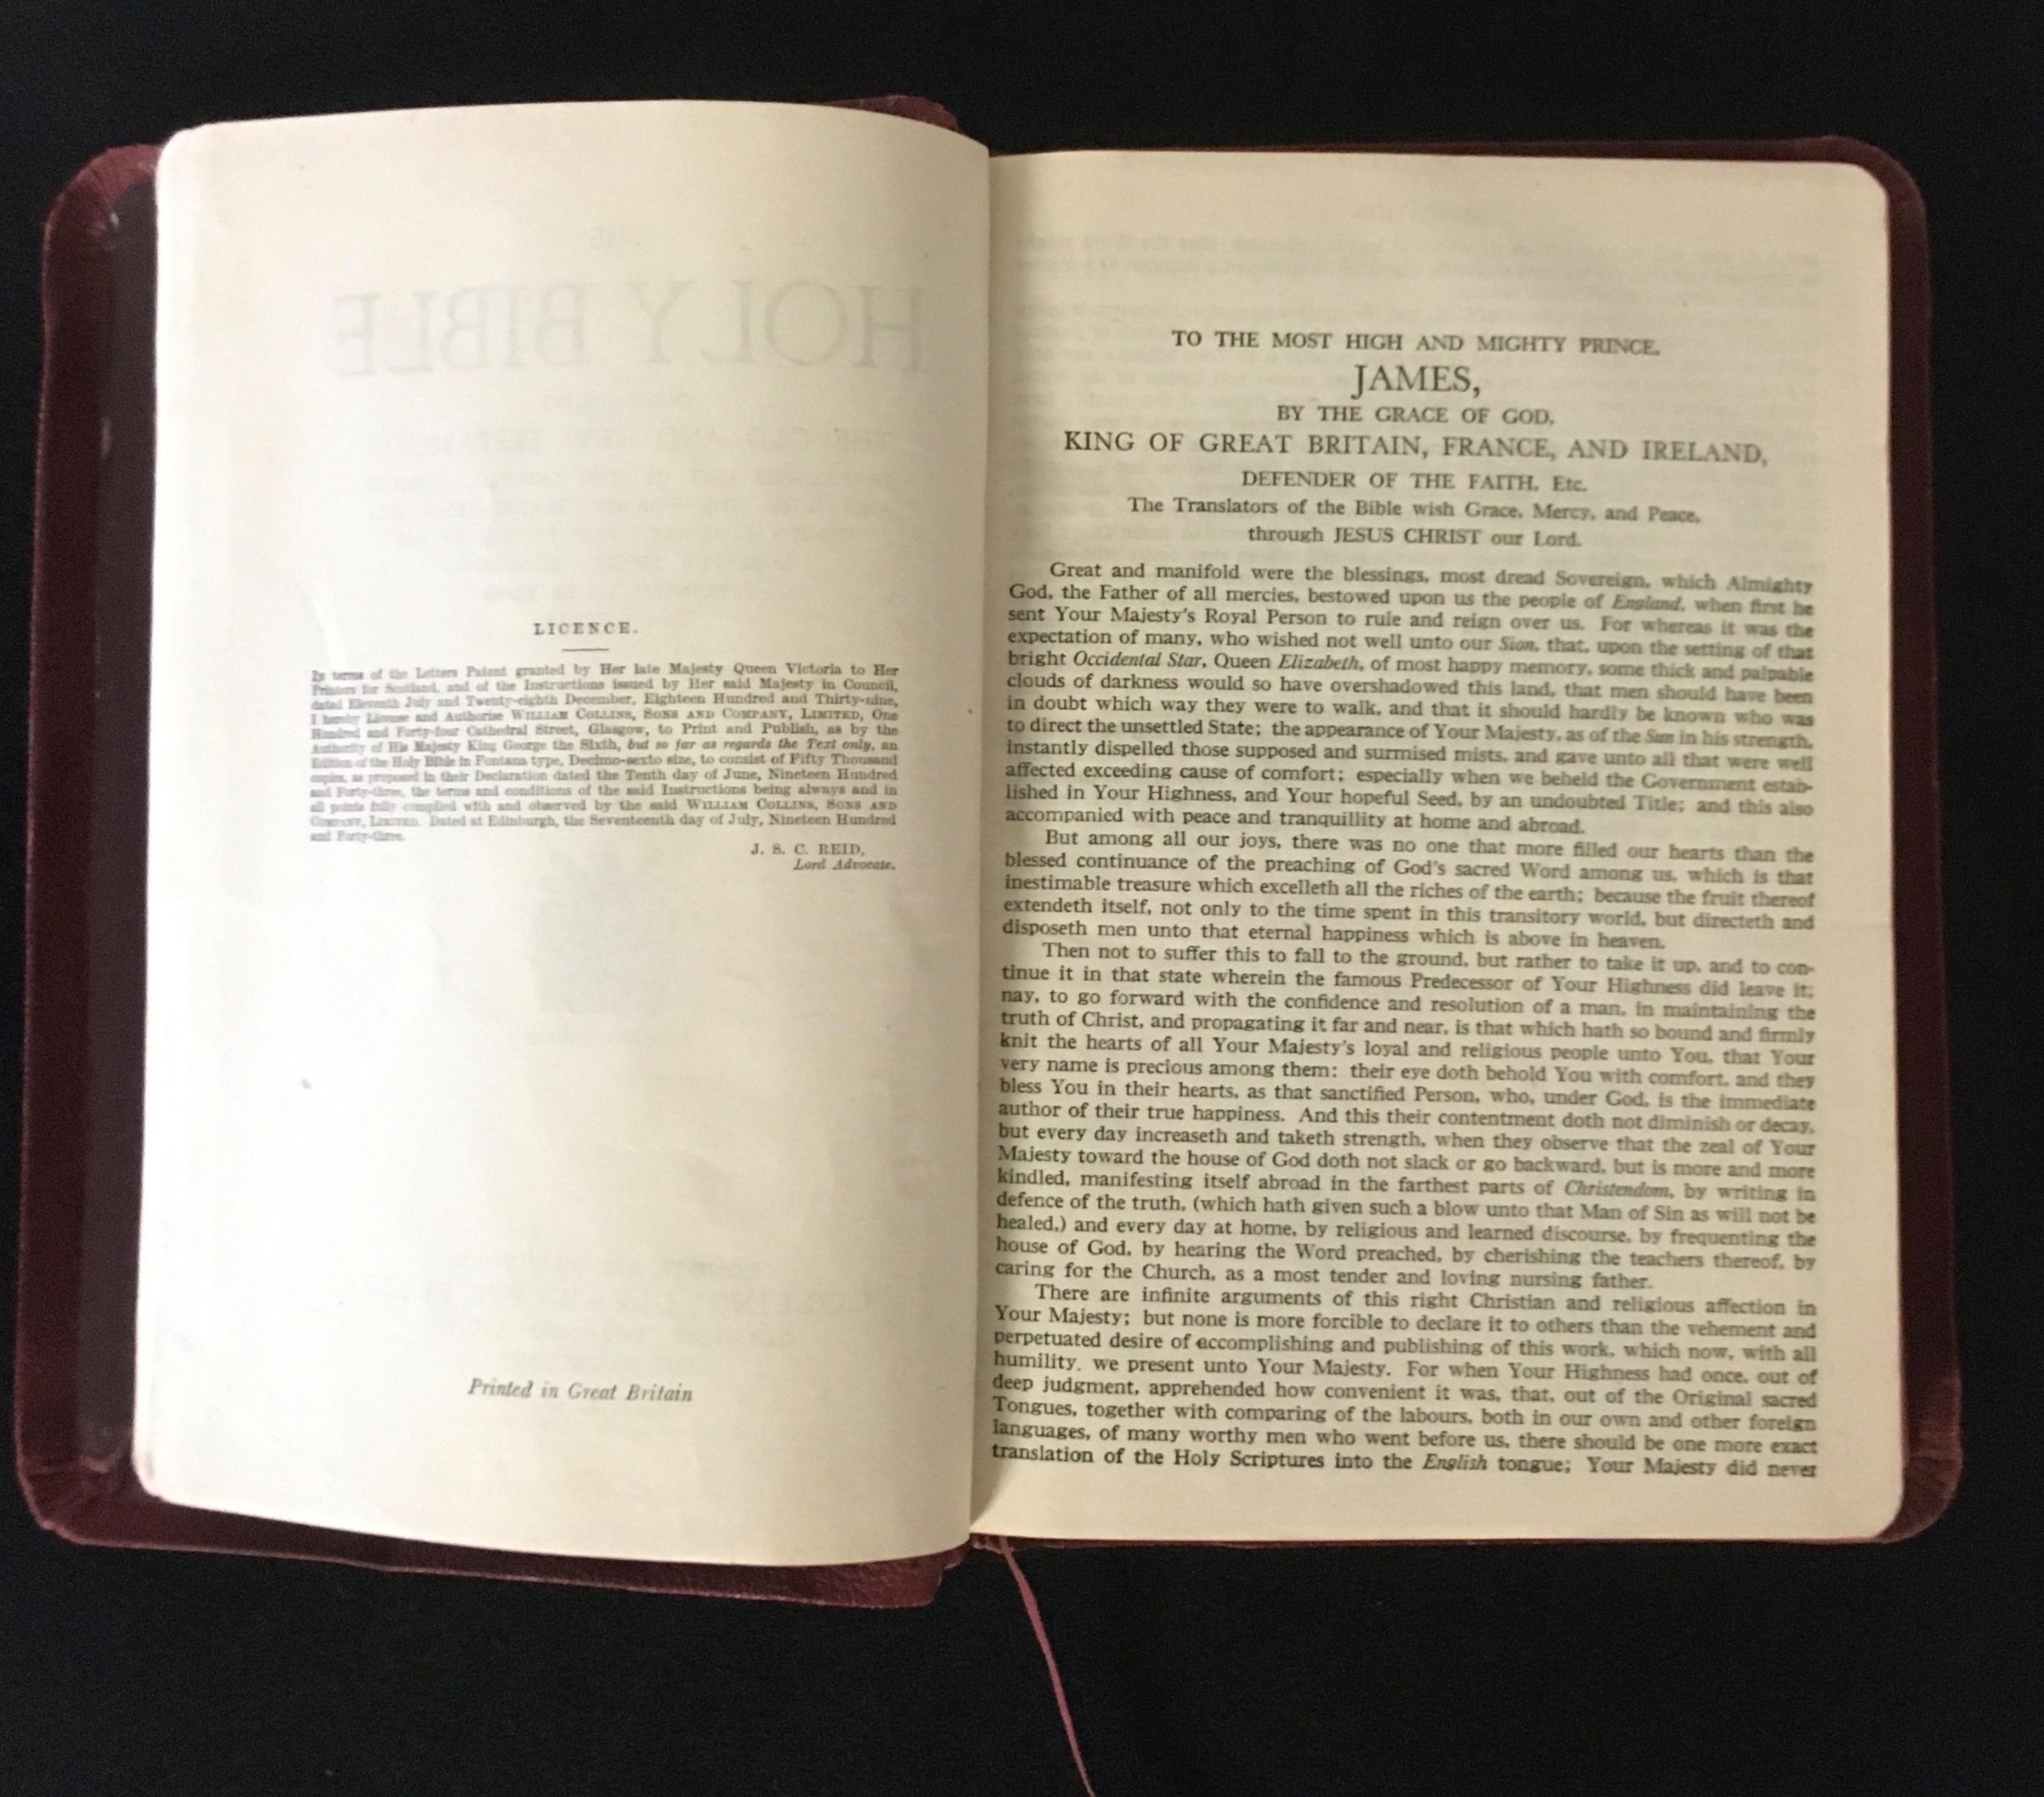 HOLY BIBLE
LICENCE.
In terms of the Letters Patent granted by Her late Majesty Queen Victoria to Her
Printers for Scotland, and of the Instructions issued by Her said Majesty in Council,
dated Eleventh July and Twenty-eighth December, Eighteen Hundred and Thirty-nine,
I hereby License and Authorise WILLIAM COLLINS, SONS AND COMPANY, LIMITED, One
Hundred and Forty-four Cathedral Street, Glasgow, to Print and Publish, as by the
Authority of His Majesty King George the Sixth, but so far as regards the Text only, an
Edition of the Holy Bible in Fontana type, Decimo-sexto size, to consist of Fifty Thousand
copies, as proposed in their Declaration dated the Tenth day of June, Nineteen Hundred
and Forty-three, the terms and conditions of the said Instructions being always and in
all points fully complied with and observed by the said WILLIAM COLLINS, SONS AND
COMPANY, LIMITED. Dated at Edinburgh, the Seventeenth day of July, Nineteen Hundred
and Forty-three.
J. S. C. REID,
Lord Advocate.
Printed in Great Britain
TO THE MOST HIGH AND MIGHTY PRINCE,
JAMES,
BY THE GRACE OF GOD,
KING OF GREAT BRITAIN, FRANCE, AND IRELAND,
DEFENDER OF THE FAITH, Etc.
The Translators of the Bible wish Grace, Mercy, and Peace,
through JESUS CHRIST our Lord.
Great and manifold were the blessings, most dread Sovereign, which Almighty
God, the Father of all mercies, bestowed upon us the people of England, when first he
sent Your Majesty's Royal Person to rule and reign over us. For whereas it was the
expectation of many, who wished not well unto our Sion, that, upon the setting of that
bright Occidental Star, Queen Elizabeth, of most happy memory, some thick and palpable
clouds of darkness would so have overshadowed this land, that men should have been
in doubt which way they were to walk, and that it should hardly be known who was
to direct the unsettled State; the appearance of Your Majesty, as of the Sun in his strength,
instantly dispelled those supposed and surmised mists, and gave unto all that were well
affected exceeding cause of comfort; especially when we beheld the Government estab-
lished in Your Highness, and Your hopeful Seed, by an undoubted Title; and this also
accompanied with peace and tranquillity at home and abroad.
But among all our joys, there was no one that more filled our hearts than the
blessed continuance of the preaching of God's sacred Word among us, which is that
inestimable treasure which excelleth all the riches of the earth; because the fruit thereof
extendeth itself, not only to the time spent in this transitory world, but directeth and
disposeth men unto that eternal happiness which is above in heaven.
Then not to suffer this to fall to the ground, but rather to take it up, and to con-
tinue it in that state wherein the famous Predecessor of Your Highness did leave it;
nay, to go forward with the confidence and resolution of a man, in maintaining the
truth of Christ, and propagating it far and near, is that which hath so bound and firmly
knit the hearts of all Your Majesty's loyal and religious people unto You, that Your
very name is precious among them: their eye doth behold You with comfort, and they
bless You in their hearts, as that sanctified Person, who, under God, is the immediate
author of their true happiness. And this their contentment doth not diminish or decay,
but every day increaseth and taketh strength, when they observe that the zeal of Your
Majesty toward the house of God doth not slack or go backward, but is more and more
kindled, manifesting itself abroad in the farthest parts of Christendom, by writing in
defence of the truth, (which hath given such a blow unto that Man of Sin as will not be
healed,) and every day at home, by religious and learned discourse, by frequenting the
house of God, by hearing the Word preached, by cherishing the teachers thereof, by
caring for the Church, as a most tender and loving nursing father.
There are infinite arguments of this right Christian and religious affection in
Your Majesty; but none is more forcible to declare it to others than the vehement and
perpetuated desire of accomplishing and publishing of this work, which now, with all
humility, we present unto Your Majesty. For when Your Highness had once, out of
deep judgment, apprehended how convenient it was, that, out of the Original sacred
Tongues, together with comparing of the labours, both in our own and other foreign
languages, of many worthy men who went before us, there should be one more exact
translation of the Holy Scriptures into the English tongue; Your Majesty did never